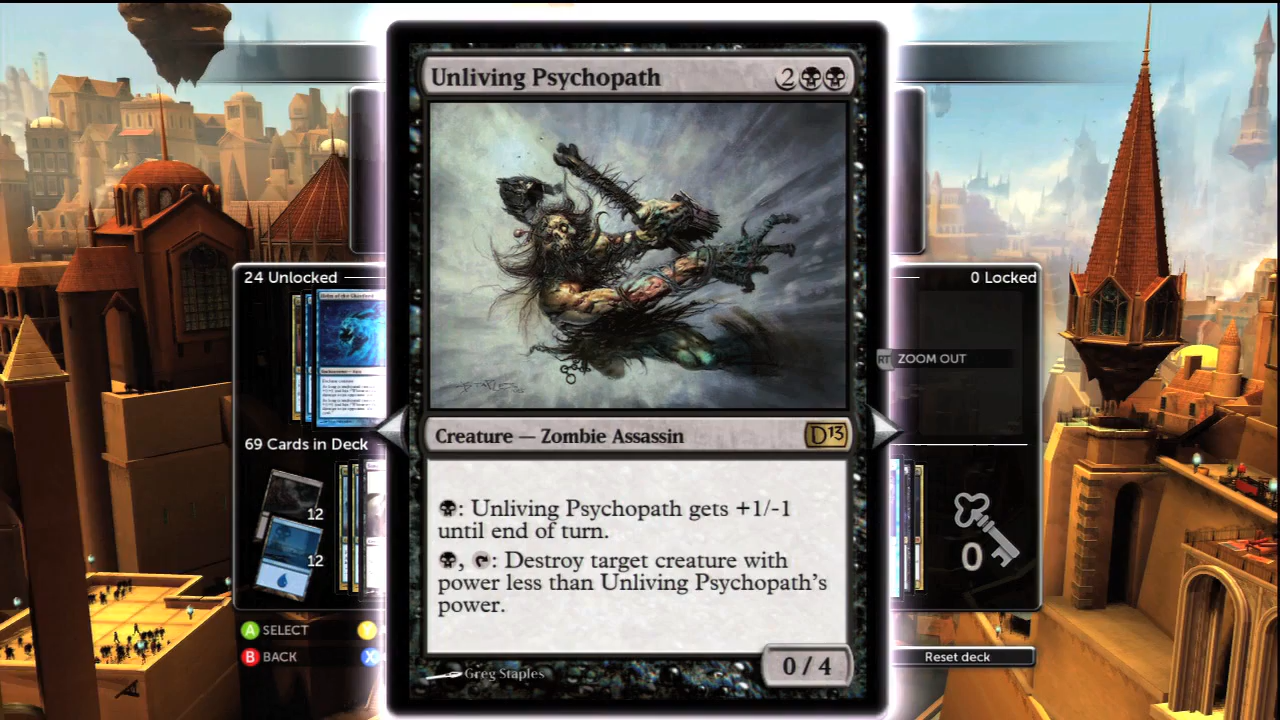 Unliving Psychopath 2
24 Unlocked
0 Locked
RT ZOOM OUT
Creature — Zombie Assassin D13
69 Cards in Deck
: Unliving Psychopath gets +1/-1
until end of turn.
, : Destroy target creature with
power less than Unliving Psychopath's
power.
12
12
0
A SELECT
B BACK
X
Reset deck
Greg Staples
0 / 4